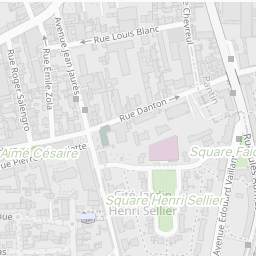 Rue Louis Blanc
Avenue Jean Jaurès
Rue Roger Salengro
Rue Émile Zola
Chevreul
Pantin
Rue Danton
Aimé Césaire
Rue Pierre
Square Henri Sellier
Cité Jardin
Henri Sellier
Avenue Édouard Vaillant
Square